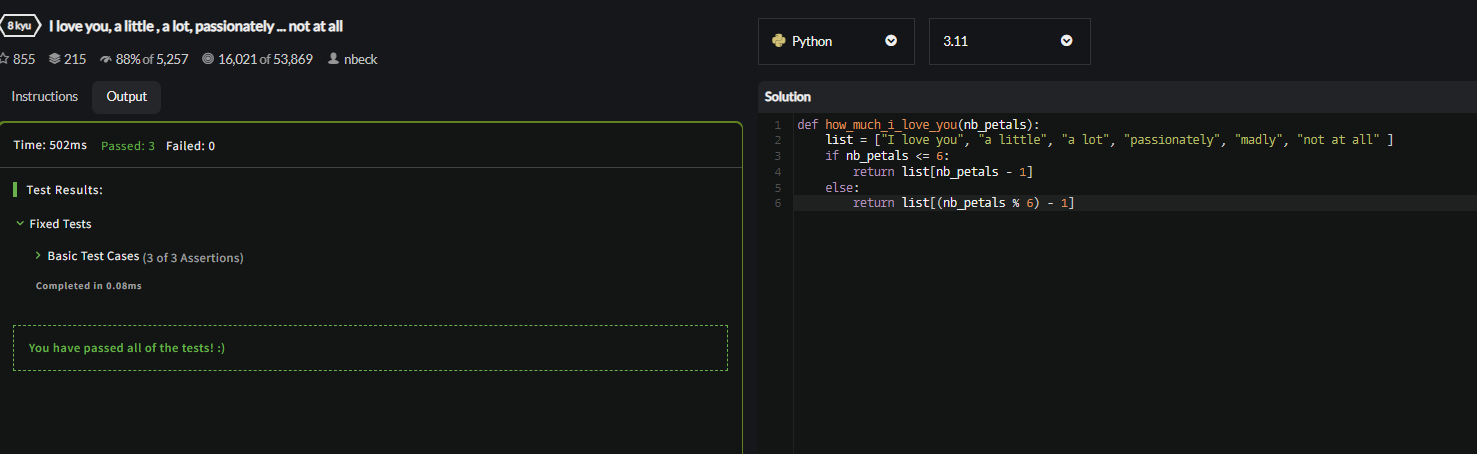 8 kyu I love you, a little , a lot, passionately ... not at all
855 215 88% of 5,257 16,021 of 53,869 nbeck
Instructions Output
Time: 502ms Passed: 3 Failed: 0
Test Results:
Fixed Tests
Basic Test Cases (3 of 3 Assertions)
Completed in 0.08ms
You have passed all of the tests! :)
Python 3.11
Solution
1 def how_much_i_love_you(nb_petals):
2 list = ["I love you", "a little", "a lot", "passionately", "madly", "not at all" ]
3 if nb_petals <= 6:
4 return list[nb_petals - 1]
5 else:
6 return list[(nb_petals % 6) - 1]